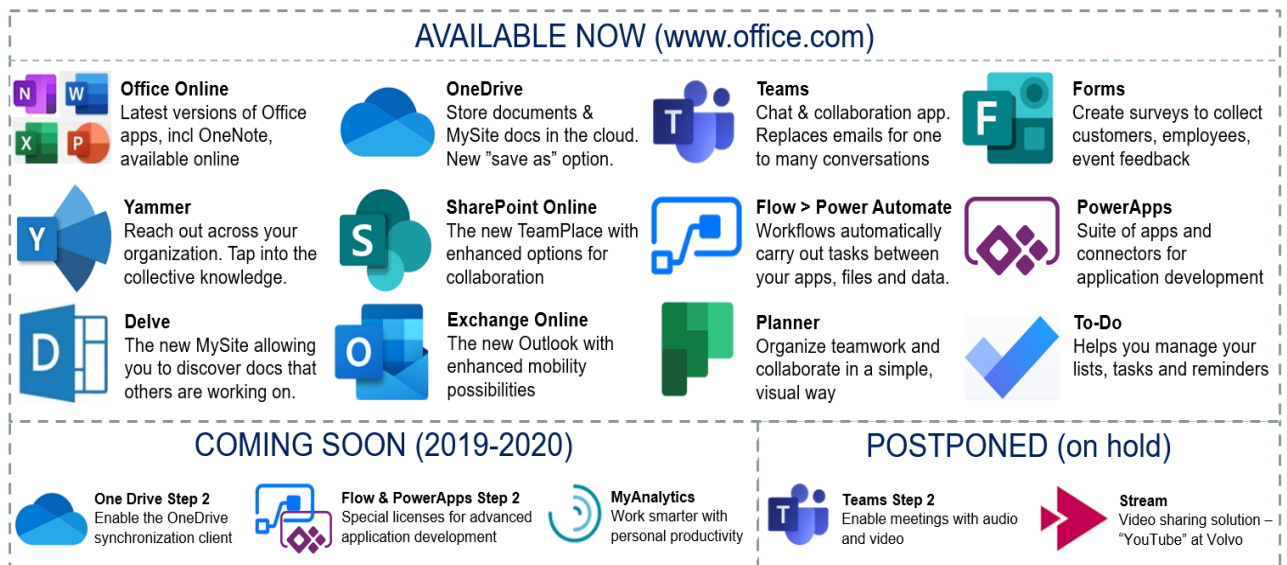 AVAILABLE NOW (www.office.com)
N W X P
Office Online
Latest versions of Office
apps, incl OneNote,
available online
OneDrive
Store documents &
MySite docs in the cloud.
New ”save as” option.
T
Teams
Chat & collaboration app.
Replaces emails for one
to many conversations
F
Forms
Create surveys to collect
customers, employees,
event feedback
Y
Yammer
Reach out across your
organization. Tap into the
collective knowledge.
S
SharePoint Online
The new TeamPlace with
enhanced options for
collaboration
Flow > Power Automate
Workflows automatically
carry out tasks between
your apps, files and data.
PowerApps
Suite of apps and
connectors for
application development
D
Delve
The new MySite allowing
you to discover docs that
others are working on.
O
Exchange Online
The new Outlook with
enhanced mobility
possibilities
Planner
Organize teamwork and
collaborate in a simple,
visual way
To-Do
Helps you manage your
lists, tasks and reminders
COMING SOON (2019-2020)
One Drive Step 2
Enable the OneDrive
synchronization client
Flow & PowerApps Step 2
Special licenses for advanced
application development
MyAnalytics
Work smarter with
personal productivity
POSTPONED (on hold)
T
Teams Step 2
Enable meetings with audio
and video
Stream
Video sharing solution –
“YouTube” at Volvo